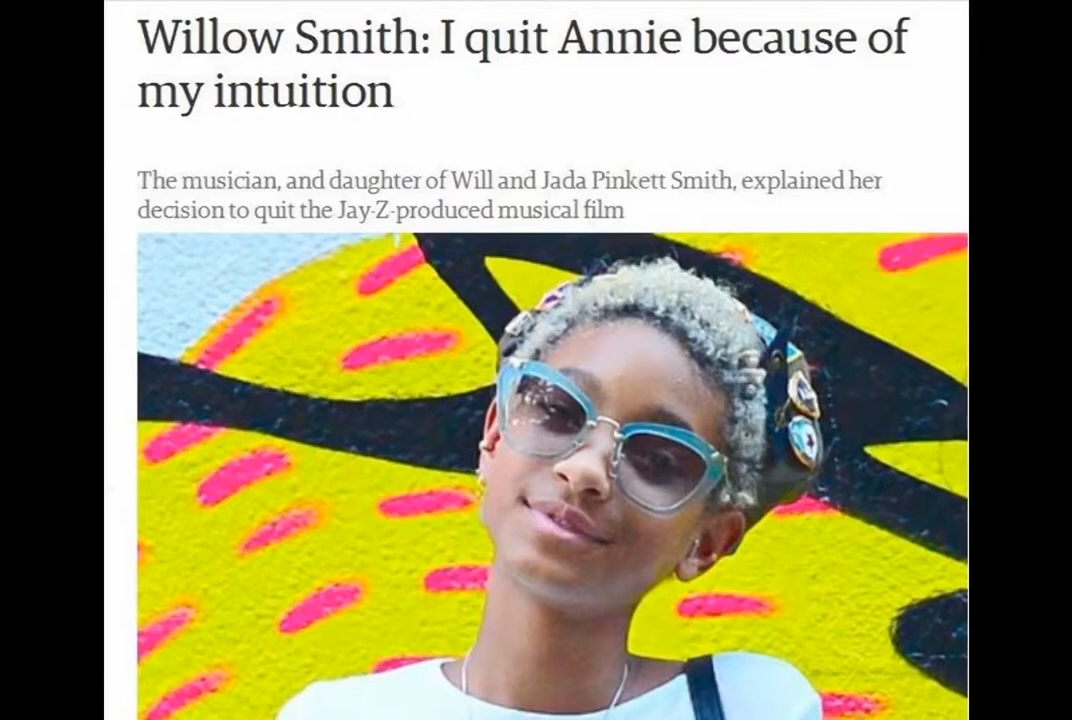 Willow Smith: I quit Annie because of
my intuition
The musician, and daughter of Will and Jada Pinkett Smith, explained her
decision to quit the Jay-Z-produced musical film